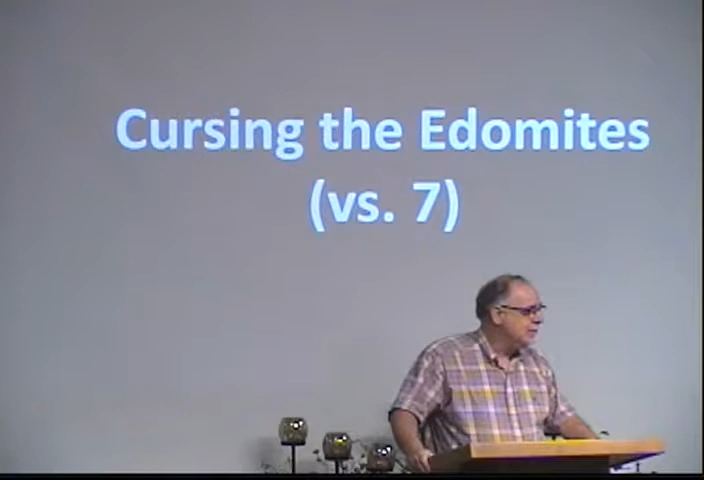 Cursing the Edomites
(vs. 7)